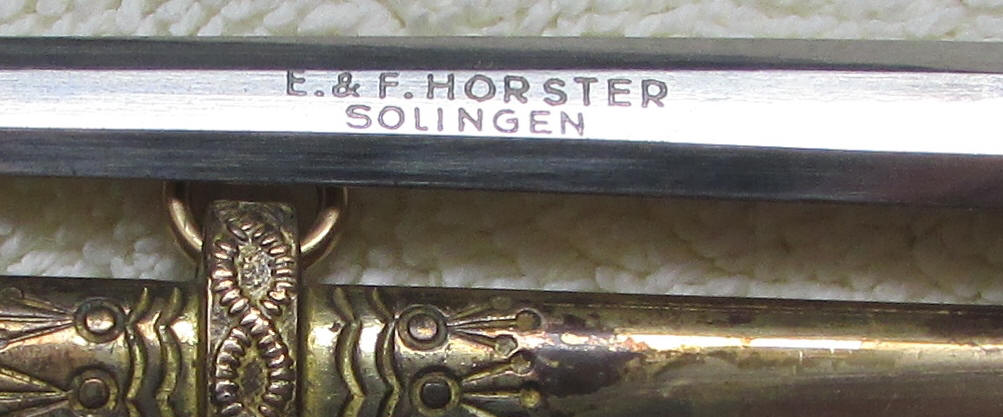 E. & F. HORSTER
SOLINGEN